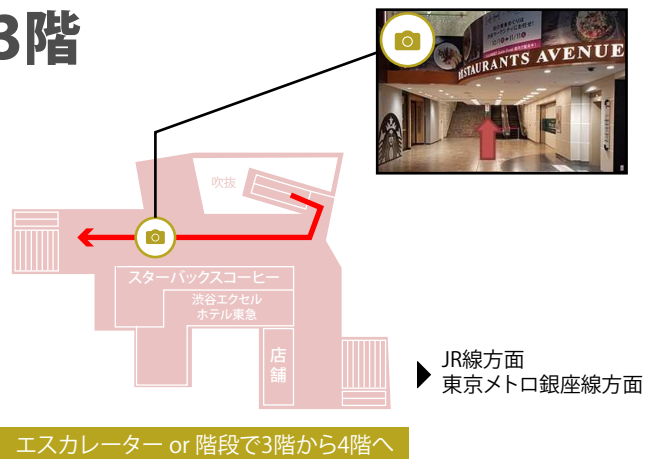 3階
RESTAURANTS AVENUE
吹抜
スターバックスコーヒー
渋谷エクセル
ホテル東急
店
舗
JR線方面
東京メトロ銀座線方面
エスカレーター or 階段で3階から4階へ